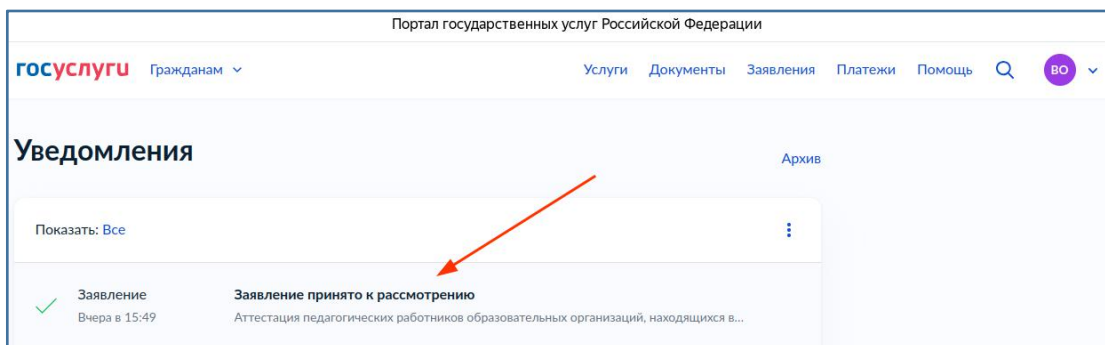 Портал государственных услуг Российской Федерации
госуслуги Гражданам Услуги Документы Заявления Платежи Помощь ВО
Уведомления Архив
Показать: Все
Заявление Заявление принято к рассмотрению
Вчера в 15:49 Аттестация педагогических работников образовательных организаций, находящихся в...